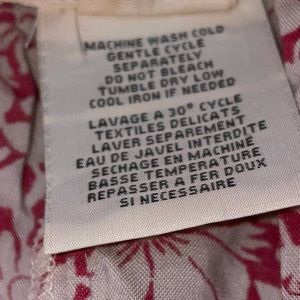 MACHINE WASH COLD
GENTLE CYCLE
SEPARATELY
DO NOT BLEACH
TUMBLE DRY LOW
COOL IRON IF NEEDED
LAVAGE A 30° CYCLE
TEXTILES DELICATS
LAVER SEPAREMENT
EAU DE JAVEL INTERDITE
SECHAGE EN MACHINE
BASSE TEMPERATURE
REPASSER A FER DOUX
SI NECESSAIRE